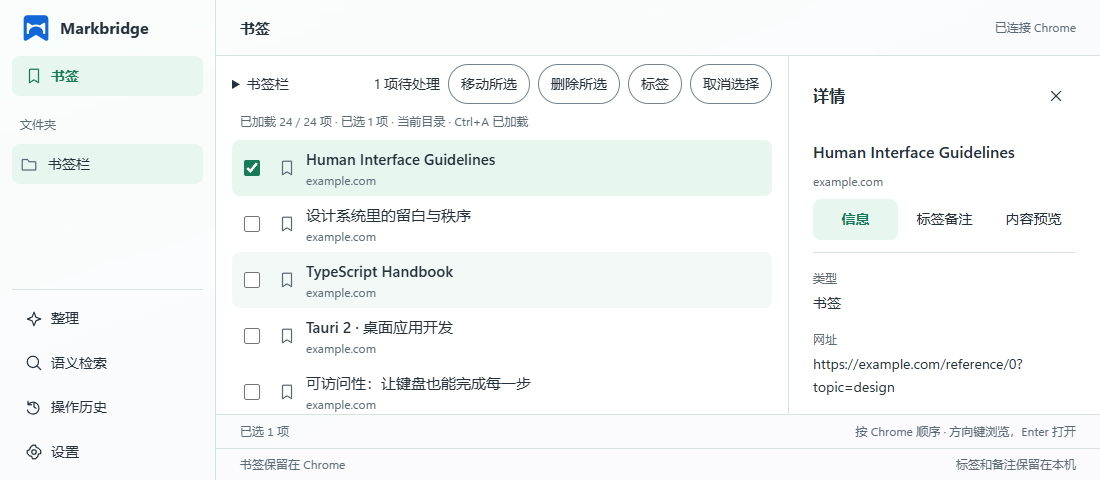 Markbridge
书签
文件夹
书签栏
整理
语义检索
操作历史
设置
书签
已连接 Chrome
书签栏
1 项待处理
移动所选
删除所选
标签
取消选择
已加载 24 / 24 项 · 已选 1 项 · 当前目录 · Ctrl+A 已加载
Human Interface Guidelines
example.com
设计系统里的留白与秩序
example.com
TypeScript Handbook
example.com
Tauri 2 · 桌面应用开发
example.com
可访问性：让键盘也能完成每一步
example.com
详情
Human Interface Guidelines
example.com
信息
标签备注
内容预览
类型
书签
网址
https://example.com/reference/0?
topic=design
已选 1 项
按 Chrome 顺序 · 方向键浏览，Enter 打开
书签保留在 Chrome
标签和备注保留在本机